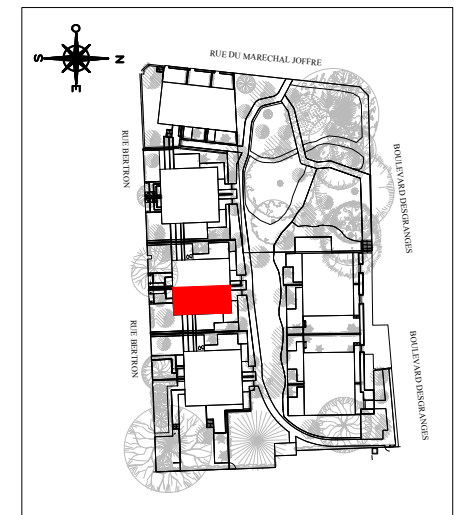 O
S
N
E
RUE DU MARECHAL JOFFRE
RUE BERTRON
BOULEVARD DESGRANGES
RUE BERTRON
BOULEVARD DESGRANGES